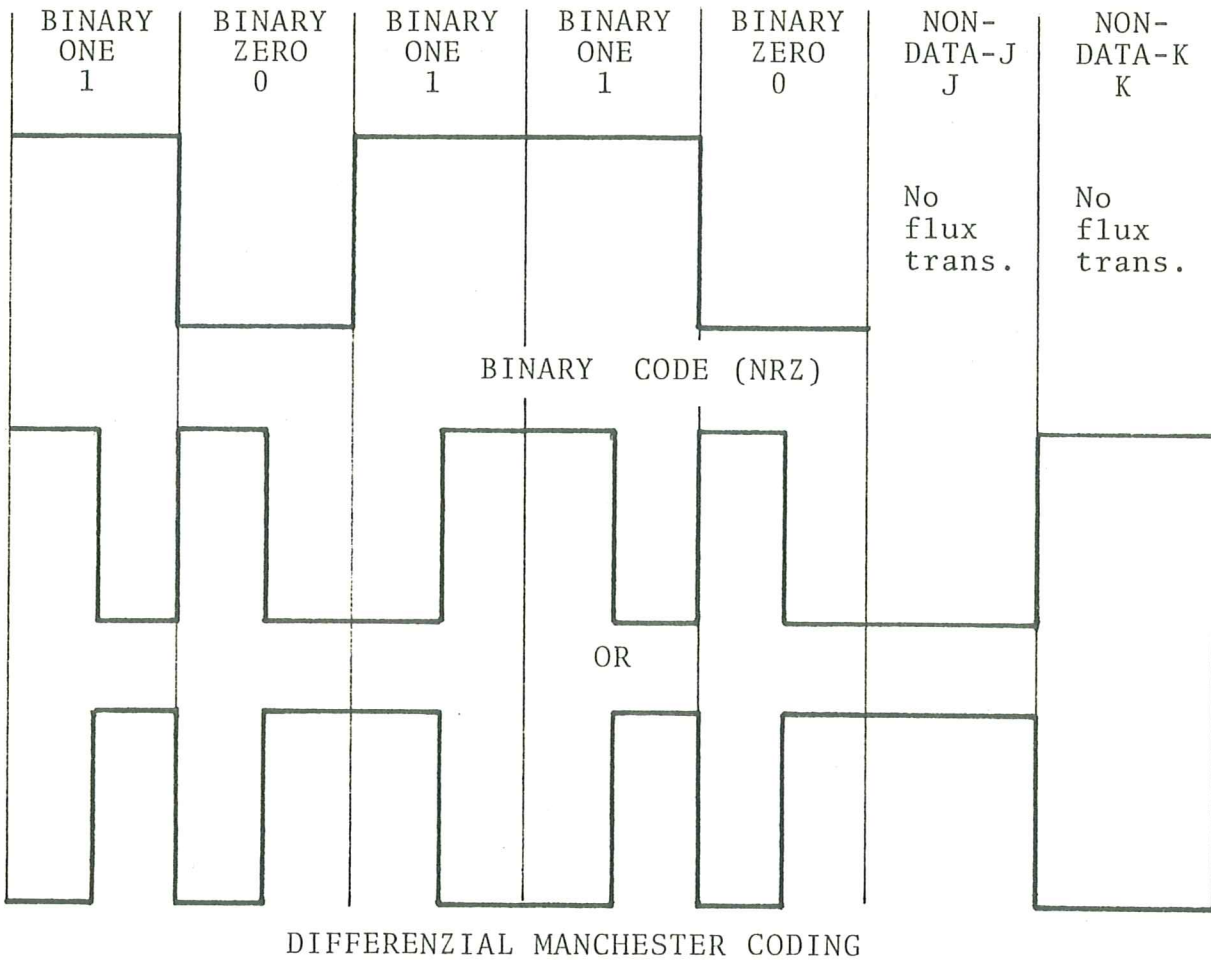 BINARY ONE 1
BINARY ZERO 0
BINARY ONE 1
BINARY ONE 1
BINARY ZERO 0
NON-
DATA-J
J
NON-
DATA-K
K
No
flux
trans.
No
flux
trans.
BINARY CODE (NRZ)
OR
DIFFERENZIAL MANCHESTER CODING